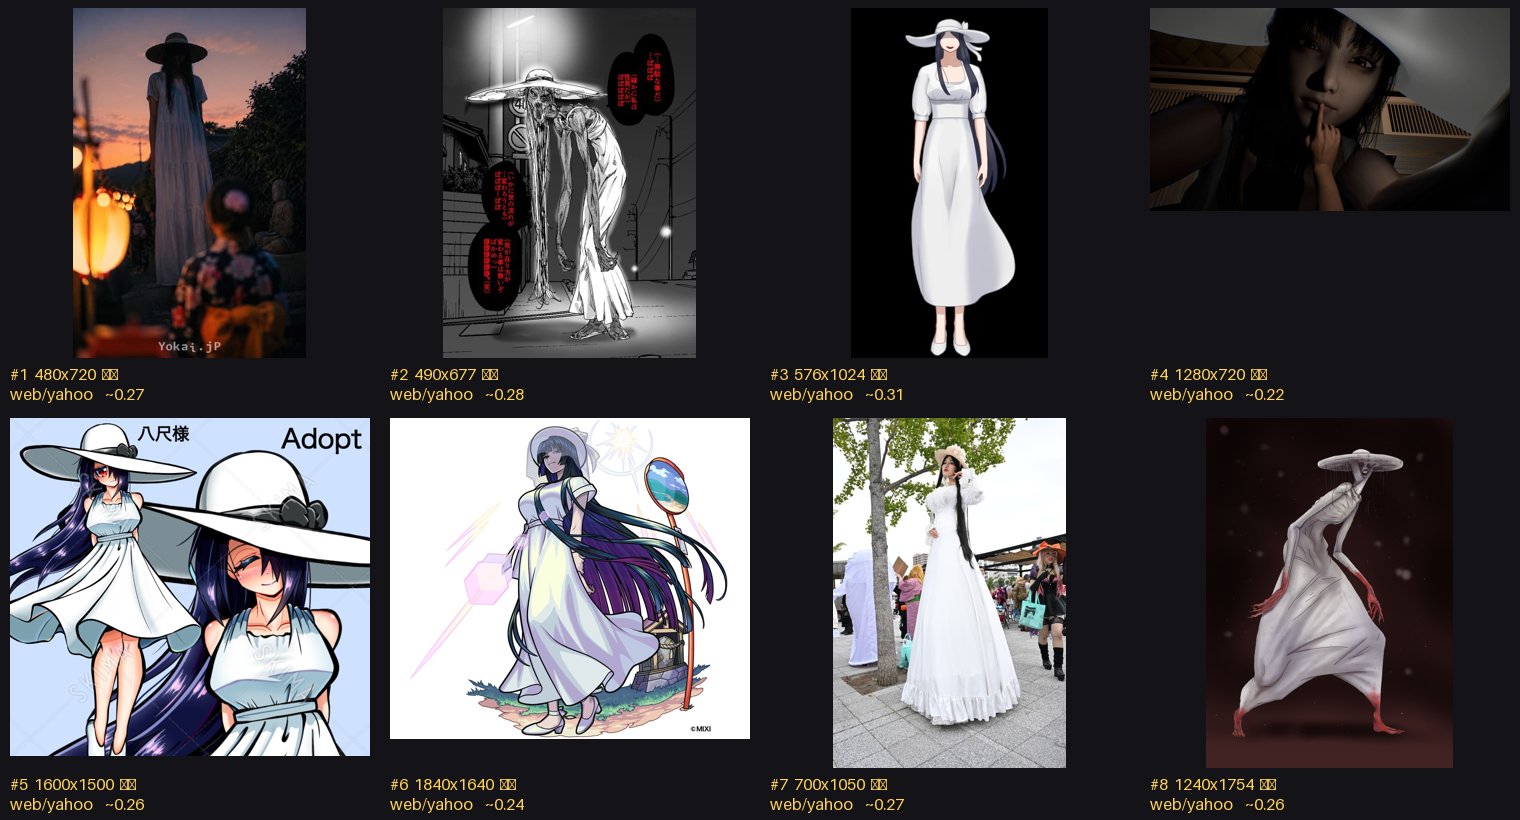 Yokai.jP
#1 480x720
web/yahoo ~0.27
#2 490x677
web/yahoo ~0.28
#3 576x1024
web/yahoo ~0.31
#4 1280x720
web/yahoo ~0.22
八尺様
Adopt
#5 1600x1500
web/yahoo ~0.26
©MIXI
#6 1840x1640
web/yahoo ~0.24
#7 700x1050
web/yahoo ~0.27
#8 1240x1754
web/yahoo ~0.26